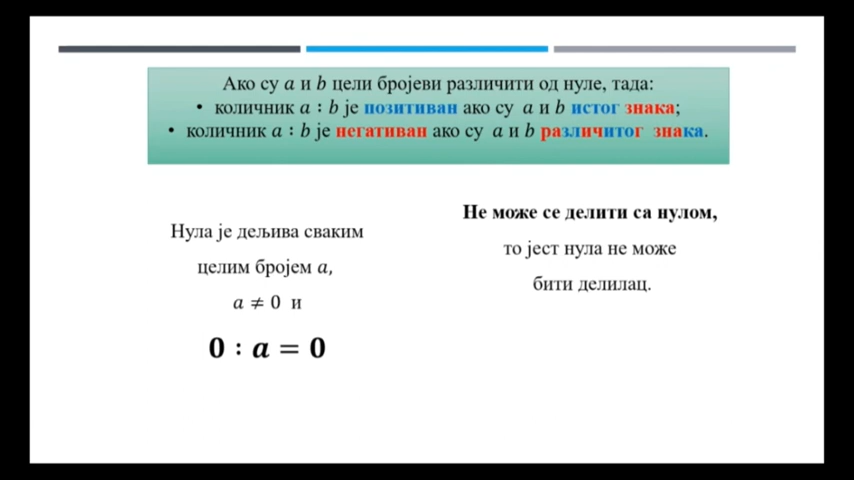 Ако су a и b цели бројеви различити од нуле, тада:
• количник a : b је позитиван ако су a и b истог знака;
• количник a : b је негативан ако су a и b различитог знака.
Нула је дељива сваким
целим бројем a,
a ≠ 0 и
0 : a = 0
Не може се делити са нулом,
то јест нула не може
бити делилац.